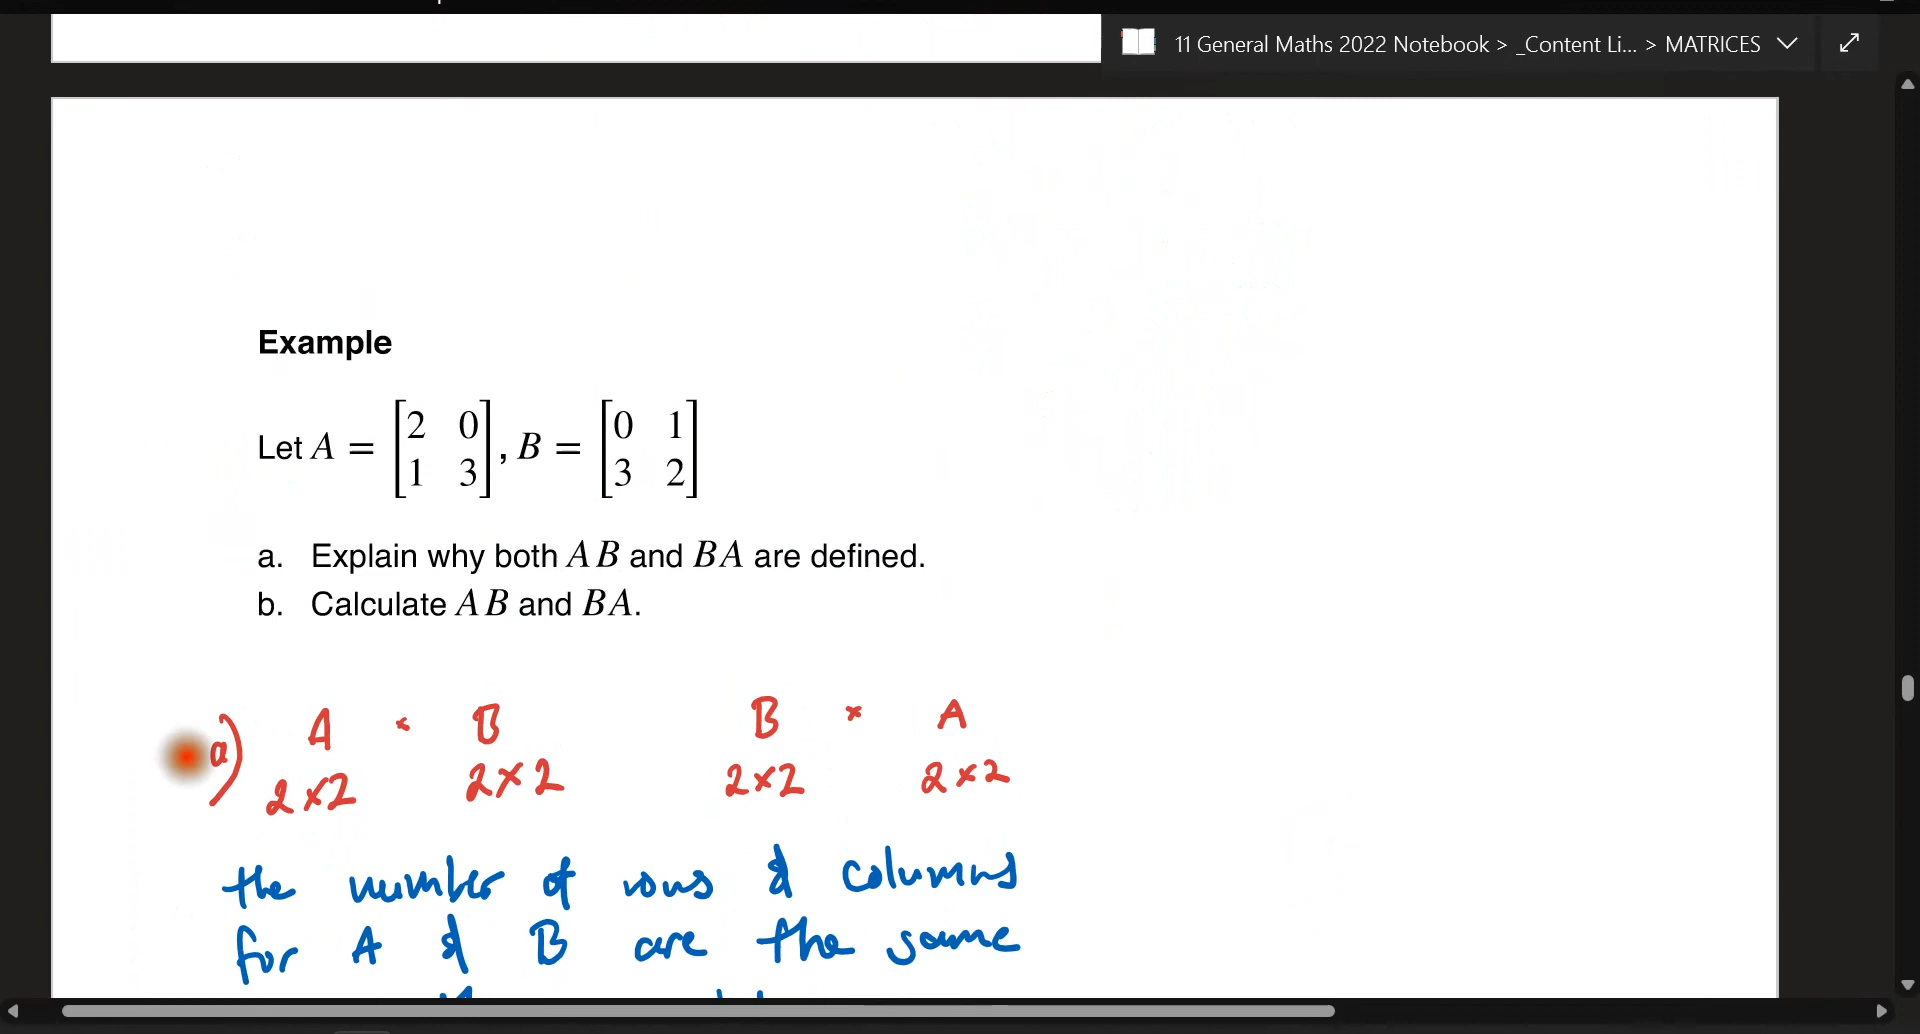 11 General Maths 2022 Notebook > _Content Li... > MATRICES
Example
Let A = [2 0; 1 3], B = [0 1; 3 2]
a. Explain why both AB and BA are defined.
b. Calculate AB and BA.
a) A × B B × A
2×2 2×2 2×2 2×2
the number of rows & columns
for A & B are the same